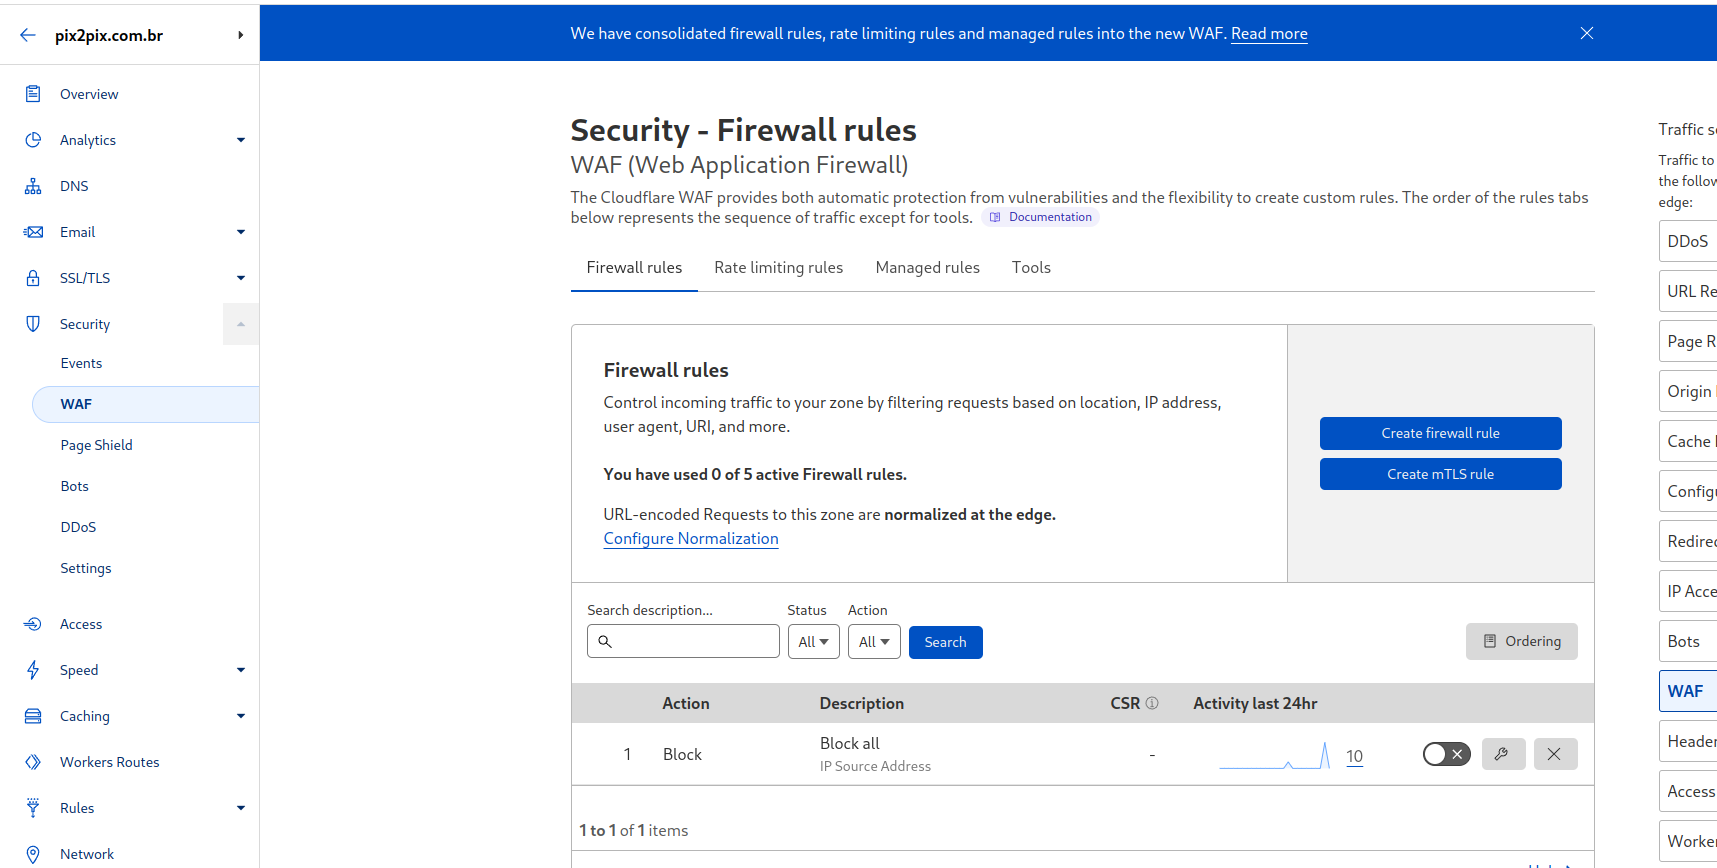 pix2pix.com.br
Overview
Analytics
DNS
Email
SSL/TLS
Security
Events
WAF
Page Shield
Bots
DDoS
Settings
Access
Speed
Caching
Workers Routes
Rules
Network
We have consolidated firewall rules, rate limiting rules and managed rules into the new WAF. Read more
Security - Firewall rules
WAF (Web Application Firewall)
The Cloudflare WAF provides both automatic protection from vulnerabilities and the flexibility to create custom rules. The order of the rules tabs
below represents the sequence of traffic except for tools. Documentation
Firewall rules Rate limiting rules Managed rules Tools
Firewall rules
Control incoming traffic to your zone by filtering requests based on location, IP address,
user agent, URI, and more.
You have used 0 of 5 active Firewall rules.
URL-encoded Requests to this zone are normalized at the edge.
Configure Normalization
Create firewall rule
Create mTLS rule
Search description... Status Action
All All Search Ordering
Action Description CSR Activity last 24hr
1 Block Block all - 10
IP Source Address
1 to 1 of 1 items
Traffic
Traffic to
the
edge:
DDoS
URL
Page
Origin
Cache
IP
Bots
WAF
Access